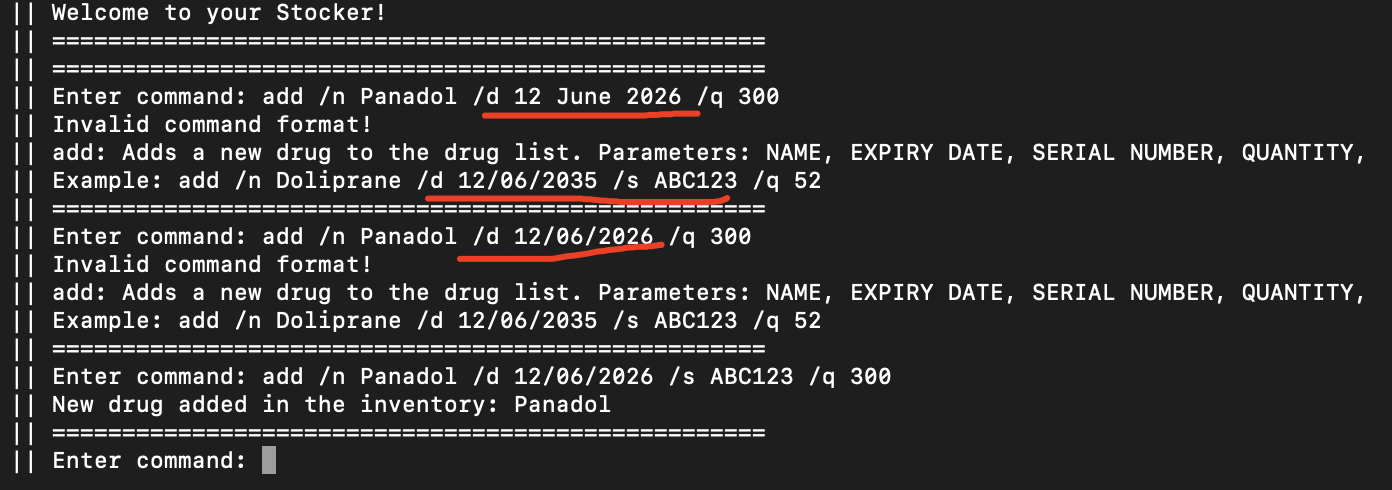 || Welcome to your Stocker!
|| ===================================================
|| ===================================================
|| Enter command: add /n Panadol /d 12 June 2026 /q 300
|| Invalid command format!
|| add: Adds a new drug to the drug list. Parameters: NAME, EXPIRY DATE, SERIAL NUMBER, QUANTITY,
|| Example: add /n Doliprane /d 12/06/2035 /s ABC123 /q 52
|| ===================================================
|| Enter command: add /n Panadol /d 12/06/2026 /q 300
|| Invalid command format!
|| add: Adds a new drug to the drug list. Parameters: NAME, EXPIRY DATE, SERIAL NUMBER, QUANTITY,
|| Example: add /n Doliprane /d 12/06/2035 /s ABC123 /q 52
|| ===================================================
|| Enter command: add /n Panadol /d 12/06/2026 /s ABC123 /q 300
|| New drug added in the inventory: Panadol
|| ===================================================
|| Enter command: